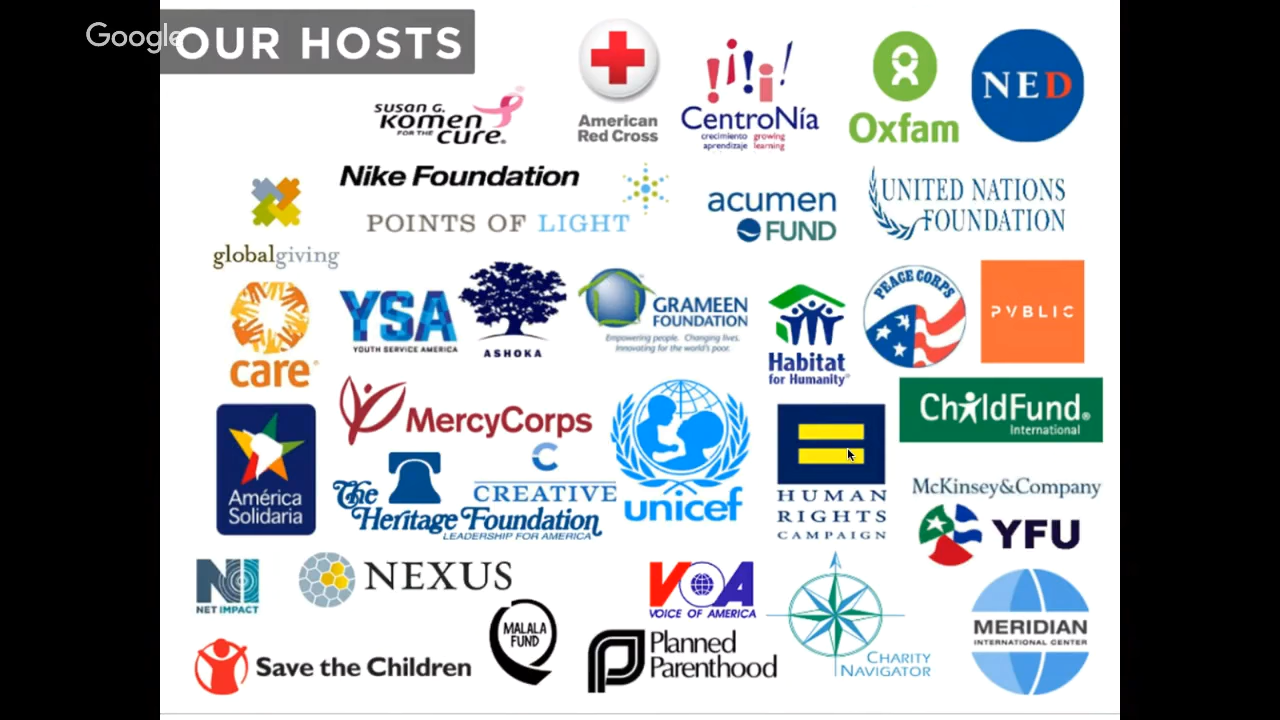 Google
OUR HOSTS
susan g.
komen
FOR THE
cure.
American
Red Cross
CentroNía
crecimiento growing
aprendizaje learning
Oxfam
NED
globalgiving
Nike Foundation
POINTS OF LIGHT
acumen
FUND
UNITED NATIONS
FOUNDATION
care®
YSA
YOUTH SERVICE AMERICA
ASHOKA
GRAMEEN
FOUNDATION
Empowering people. Changing lives.
Innovating for the world's poor.
Habitat
for Humanity®
PEACE CORPS
PVBLIC
América
Solidaria
MercyCorps
C
CREATIVE
The
Heritage Foundation
LEADERSHIP FOR AMERICA
unicef
HUMAN
RIGHTS
CAMPAIGN
ChildFund®
International
McKinsey&Company
YFU
NI
NET IMPACT
NEXUS
MALALA
FUND
VOA
VOICE OF AMERICA
CHARITY
NAVIGATOR
MERIDIAN
INTERNATIONAL CENTER
Save the Children
Planned
Parenthood